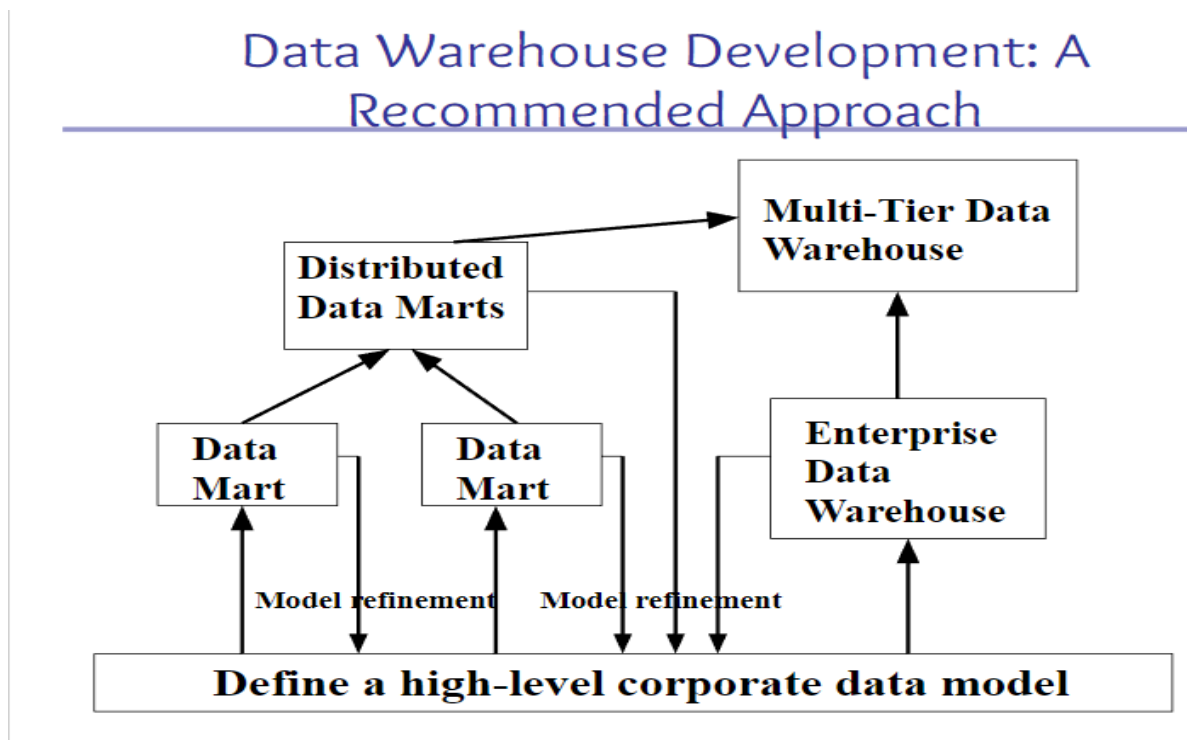 Data Warehouse Development: A
Recommended Approach
Multi-Tier Data
Warehouse
Distributed
Data Marts
Data
Mart
Data
Mart
Enterprise
Data
Warehouse
Model refinement
Model refinement
Define a high-level corporate data model